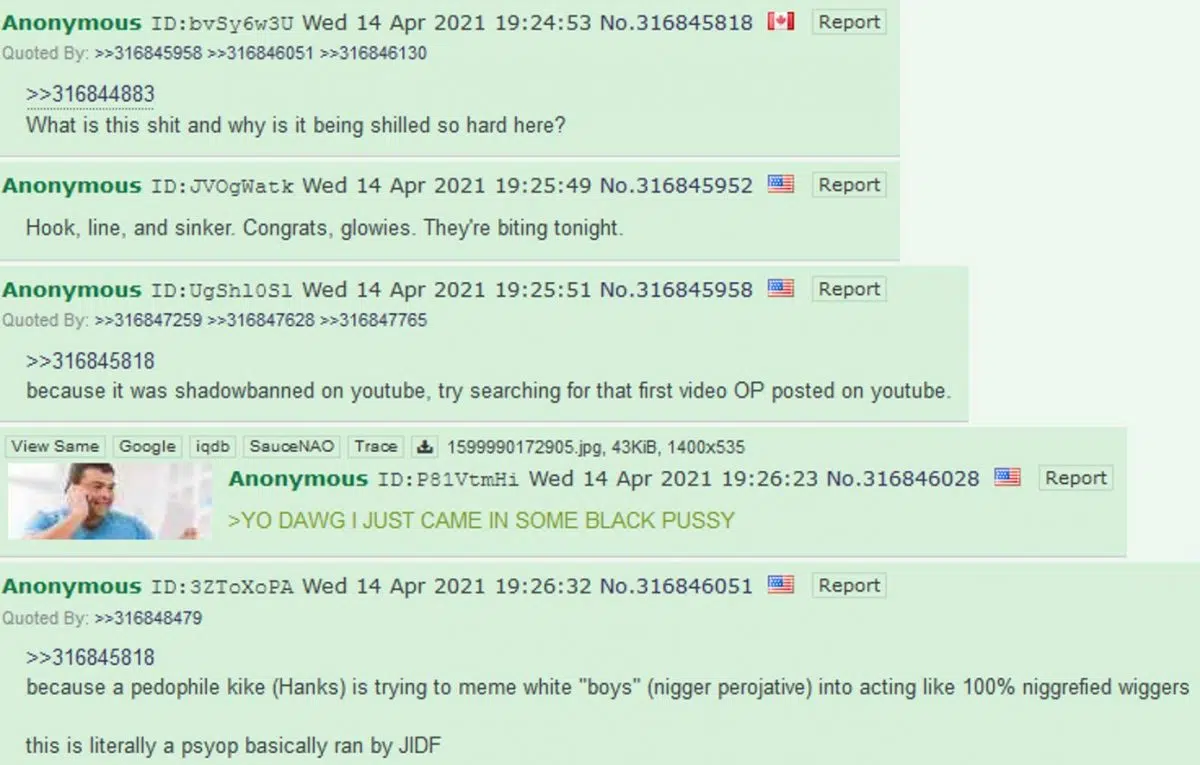 Anonymous ID:bvSy6w3U Wed 14 Apr 2021 19:24:53 No.316845818 Report
Quoted By: >>316845958 >>316846051 >>316846130
>>316844883
What is this shit and why is it being shilled so hard here?
Anonymous ID:JVOgWatk Wed 14 Apr 2021 19:25:49 No.316845952 Report
Hook, line, and sinker. Congrats, glowies. They're biting tonight.
Anonymous ID:UgShl0Sl Wed 14 Apr 2021 19:25:51 No.316845958 Report
Quoted By: >>316847259 >>316847628 >>316847765
>>316845818
because it was shadowbanned on youtube, try searching for that first video OP posted on youtube.
View Same Google iqdb SauceNAO Trace 1599990172905.jpg, 43KiB, 1400x535
Anonymous ID:P81VtmHi Wed 14 Apr 2021 19:26:23 No.316846028 Report
>YO DAWG I JUST CAME IN SOME BLACK PUSSY
Anonymous ID:3ZToXoPA Wed 14 Apr 2021 19:26:32 No.316846051 Report
Quoted By: >>316848479
>>316845818
because a pedophile kike (Hanks) is trying to meme white "boys" (nigger perojative) into acting like 100% niggrefied wiggers
this is literally a psyop basically ran by JIDF